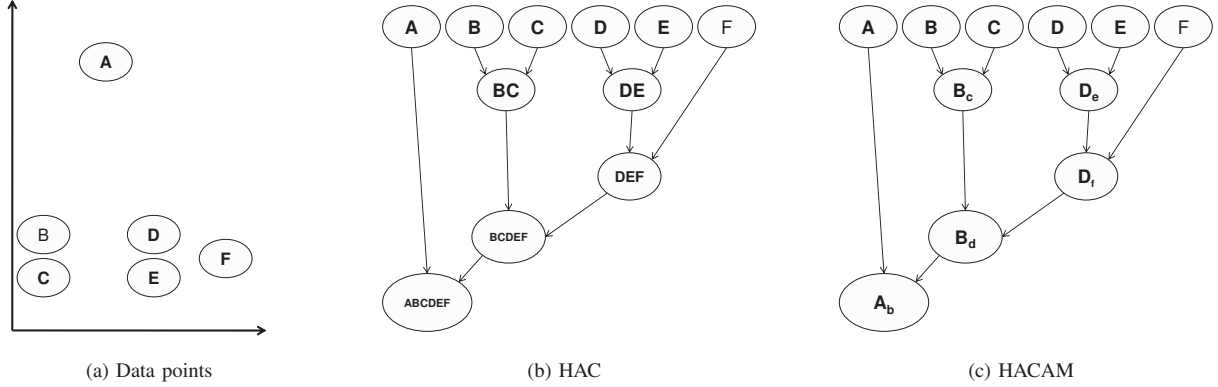 A
B
D
C
E
F
(a) Data points
A B C D E F
BC DE
DEF
BCDEF
ABCDEF
(b) HAC
A B C D E F
Bc De
Df
Bd
Ab
(c) HACAM